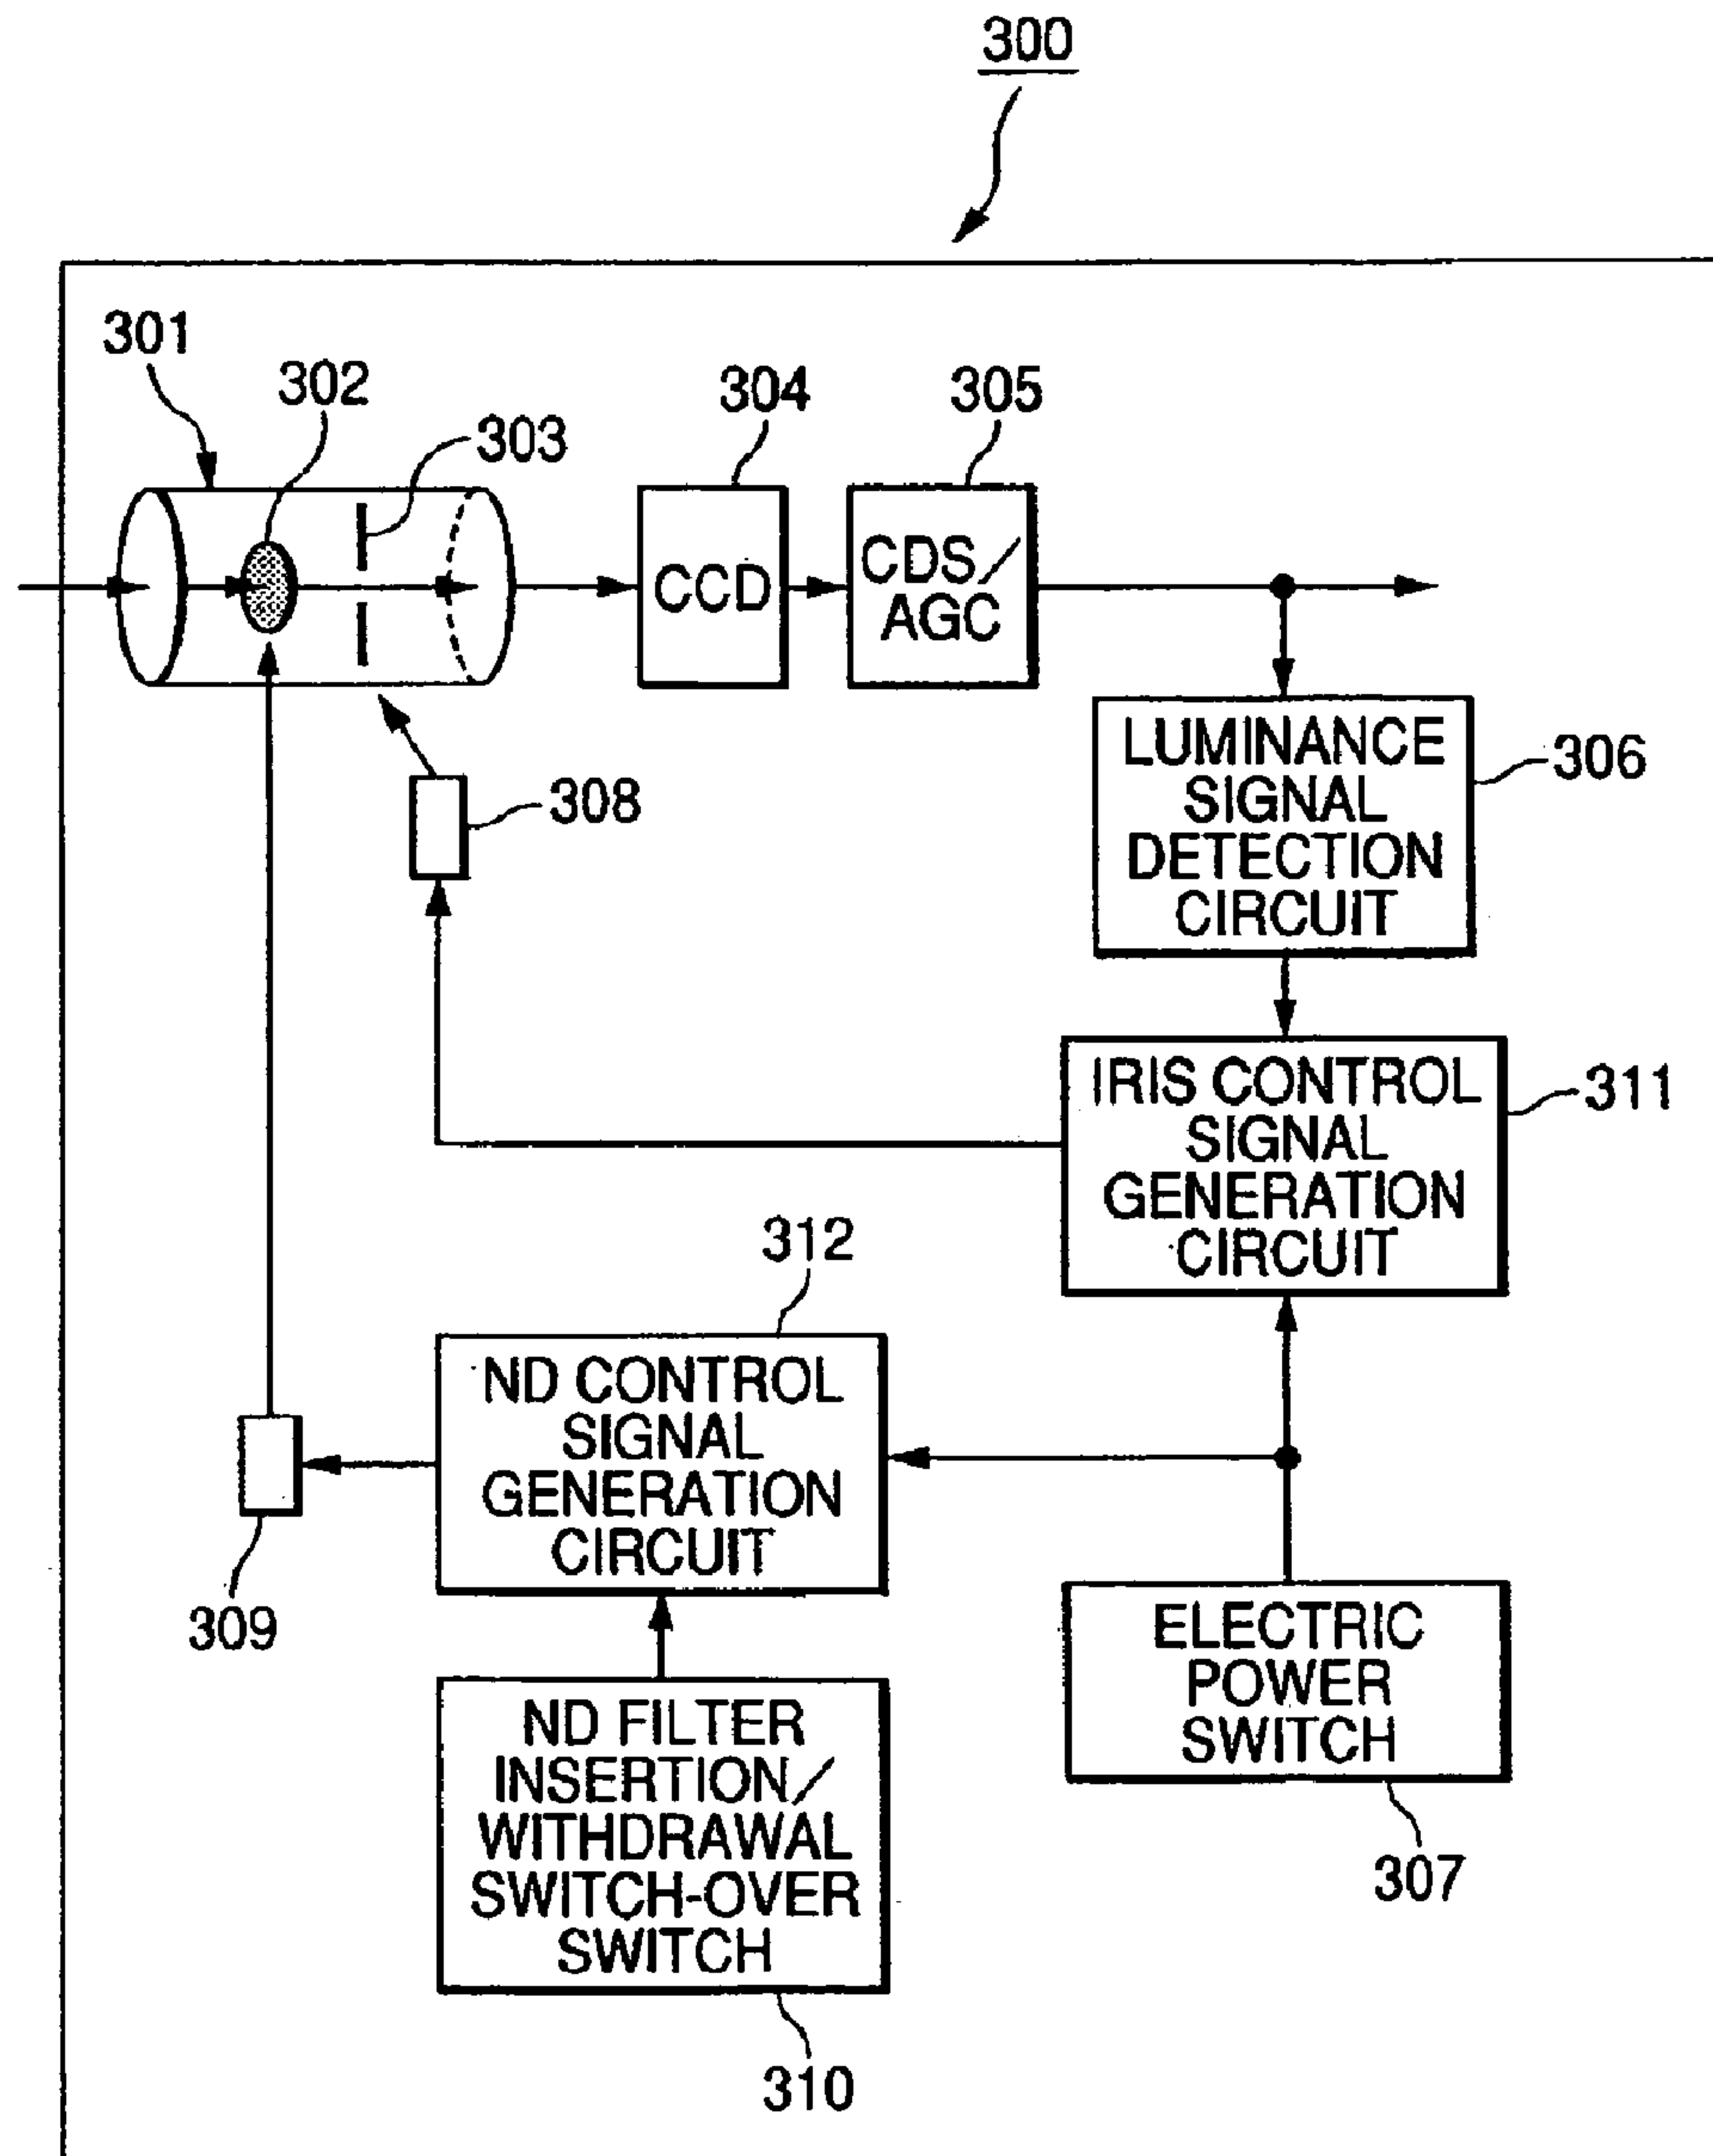 300
301
302
303
304
305
CCD
CDS/
AGC
LUMINANCE
SIGNAL
DETECTION
CIRCUIT
306
308
IRIS CONTROL
SIGNAL
GENERATION
CIRCUIT
311
312
ND CONTROL
SIGNAL
GENERATION
CIRCUIT
309
ELECTRIC
POWER
SWITCH
307
ND FILTER
INSERTION/
WITHDRAWAL
SWITCH-OVER
SWITCH
310